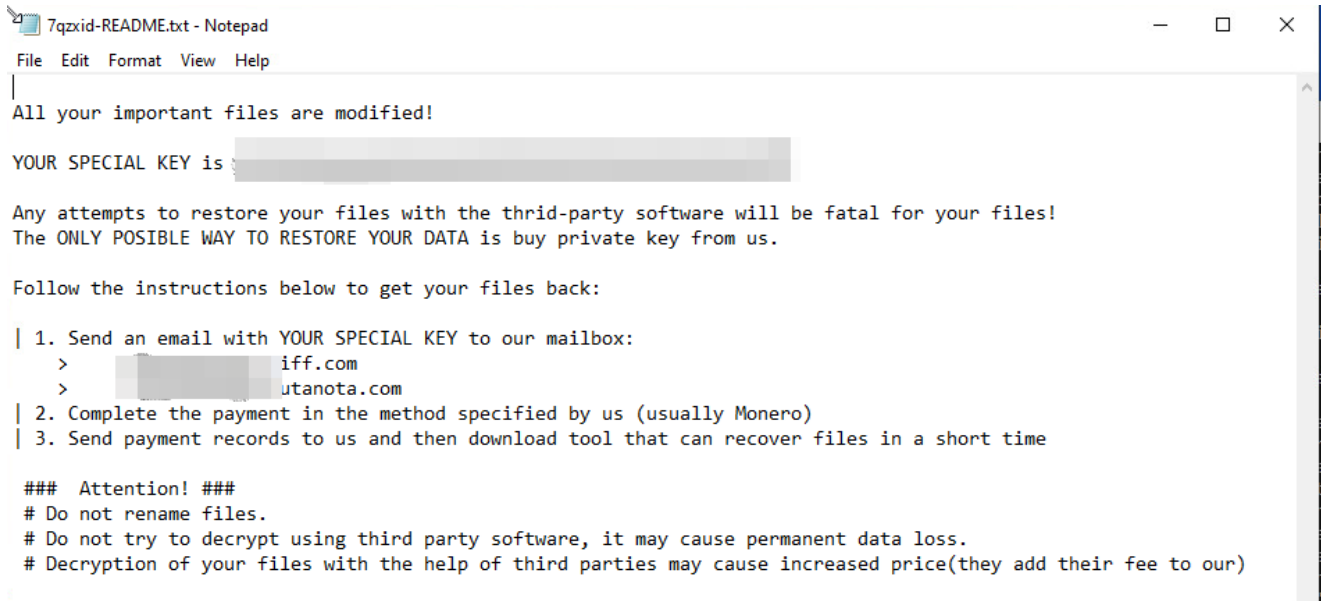 7qzxid-README.txt - Notepad
File Edit Format View Help
All your important files are modified!
YOUR SPECIAL KEY is
Any attempts to restore your files with the thrid-party software will be fatal for your files!
The ONLY POSIBLE WAY TO RESTORE YOUR DATA is buy private key from us.
Follow the instructions below to get your files back:
| 1. Send an email with YOUR SPECIAL KEY to our mailbox:
> iff.com
> utanota.com
| 2. Complete the payment in the method specified by us (usually Monero)
| 3. Send payment records to us and then download tool that can recover files in a short time
### Attention! ###
# Do not rename files.
# Do not try to decrypt using third party software, it may cause permanent data loss.
# Decryption of your files with the help of third parties may cause increased price(they add their fee to our)